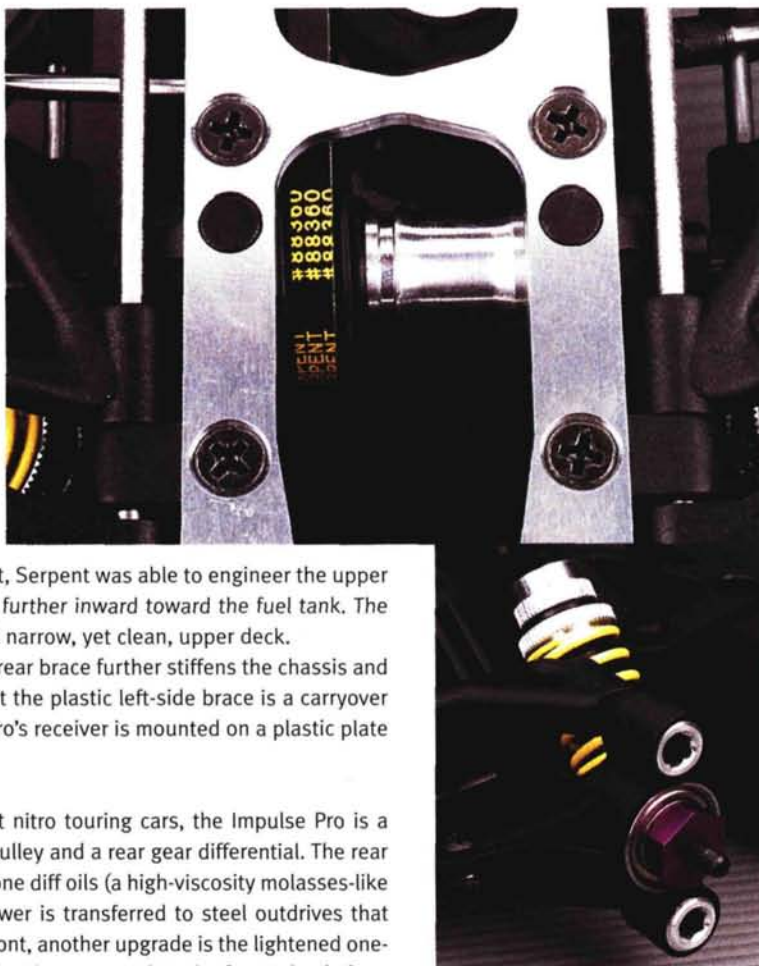 #88360
#88360
t, Serpent was able to engineer the upper
further inward toward the fuel tank. The
narrow, yet clean, upper deck.
rear brace further stiffens the chassis and
t the plastic left-side brace is a carryover
ro's receiver is mounted on a plastic plate
t nitro touring cars, the Impulse Pro is a
ulley and a rear gear differential. The rear
one diff oils (a high-viscosity molasses-like
wer is transferred to steel outdrives that
ont, another upgrade is the lightened one-